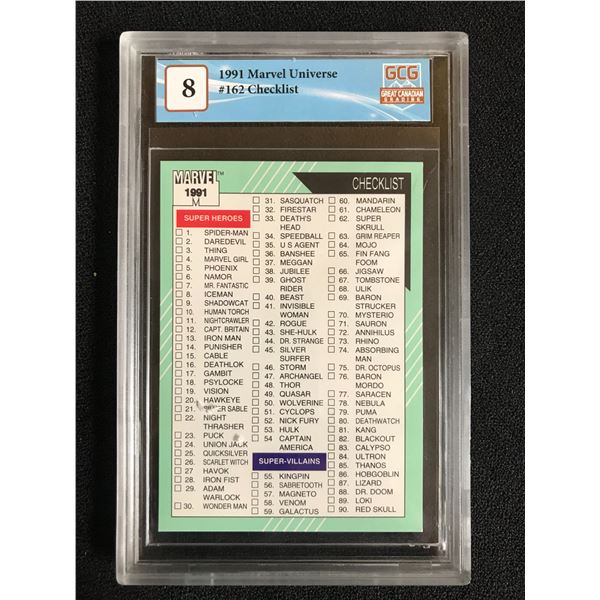 8
1991 Marvel Universe
#162 Checklist
GCG
GREAT CANADIAN
GRADING
MARVEL™
1991
M
CHECKLIST
SUPER HEROES
1. SPIDER-MAN
2. DAREDEVIL
3. THING
4. MARVEL GIRL
5. PHOENIX
6. NAMOR
7. MR. FANTASTIC
8. ICEMAN
9. SHADOWCAT
10. HUMAN TORCH
11. NIGHTCRAWLER
12. CAPT. BRITAIN
13. IRON MAN
14. PUNISHER
15. CABLE
16. DEATHLOK
17. GAMBIT
18. PSYLOCKE
19. VISION
20. HAWKEYE
21. SILVER SABLE
22. NIGHT
THRASHER
23. PUCK
24. UNION JACK
25. QUICKSILVER
26. SCARLET WITCH
27. HAVOK
28. IRON FIST
29. ADAM
WARLOCK
30. WONDER MAN
31. SASQUATCH
32. FIRESTAR
33. DEATH'S
HEAD
34. SPEEDBALL
35. U S AGENT
36. BANSHEE
37. MEGGAN
38. JUBILEE
39. GHOST
RIDER
40. BEAST
41. INVISIBLE
WOMAN
42. ROGUE
43. SHE-HULK
44. DR. STRANGE
45. SILVER
SURFER
46. STORM
47. ARCHANGEL
48. THOR
49. QUASAR
50. WOLVERINE
51. CYCLOPS
52. NICK FURY
53. HULK
54. CAPTAIN
AMERICA
SUPER-VILLAINS
55. KINGPIN
56. SABRETOOTH
57. MAGNETO
58. VENOM
59. GALACTUS
60. MANDARIN
61. CHAMELEON
62. SUPER
SKRULL
63. GRIM REAPER
64. MOJO
65. FIN FANG
FOOM
66. JIGSAW
67. TOMBSTONE
68. ULIK
69. BARON
STRUCKER
70. MYSTERIO
71. SAURON
72. ANNIHILUS
73. RHINO
74. ABSORBING
MAN
75. DR. OCTOPUS
76. BARON
MORDO
77. SARACEN
78. NEBULA
79. PUMA
80. DEATHWATCH
81. KANG
82. BLACKOUT
83. CALYPSO
84. ULTRON
85. THANOS
86. HOBGOBLIN
87. LIZARD
88. DR. DOOM
89. LOKI
90. RED SKULL